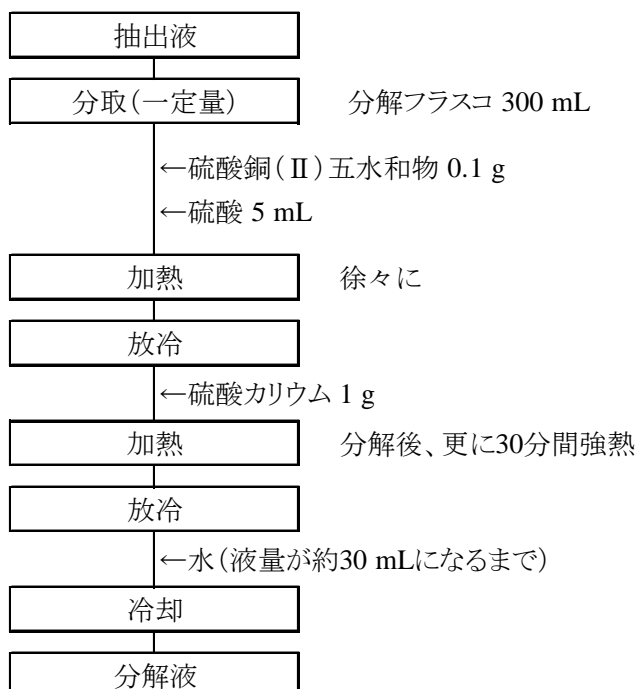 抽出液
分取(一定量) 分解フラスコ 300 mL
←硫酸銅(Ⅱ)五水和物 0.1 g
←硫酸 5 mL
加熱 徐々に
放冷
←硫酸カリウム 1 g
加熱 分解後、更に30分間強熱
放冷
←水(液量が約30 mLになるまで)
冷却
分解液